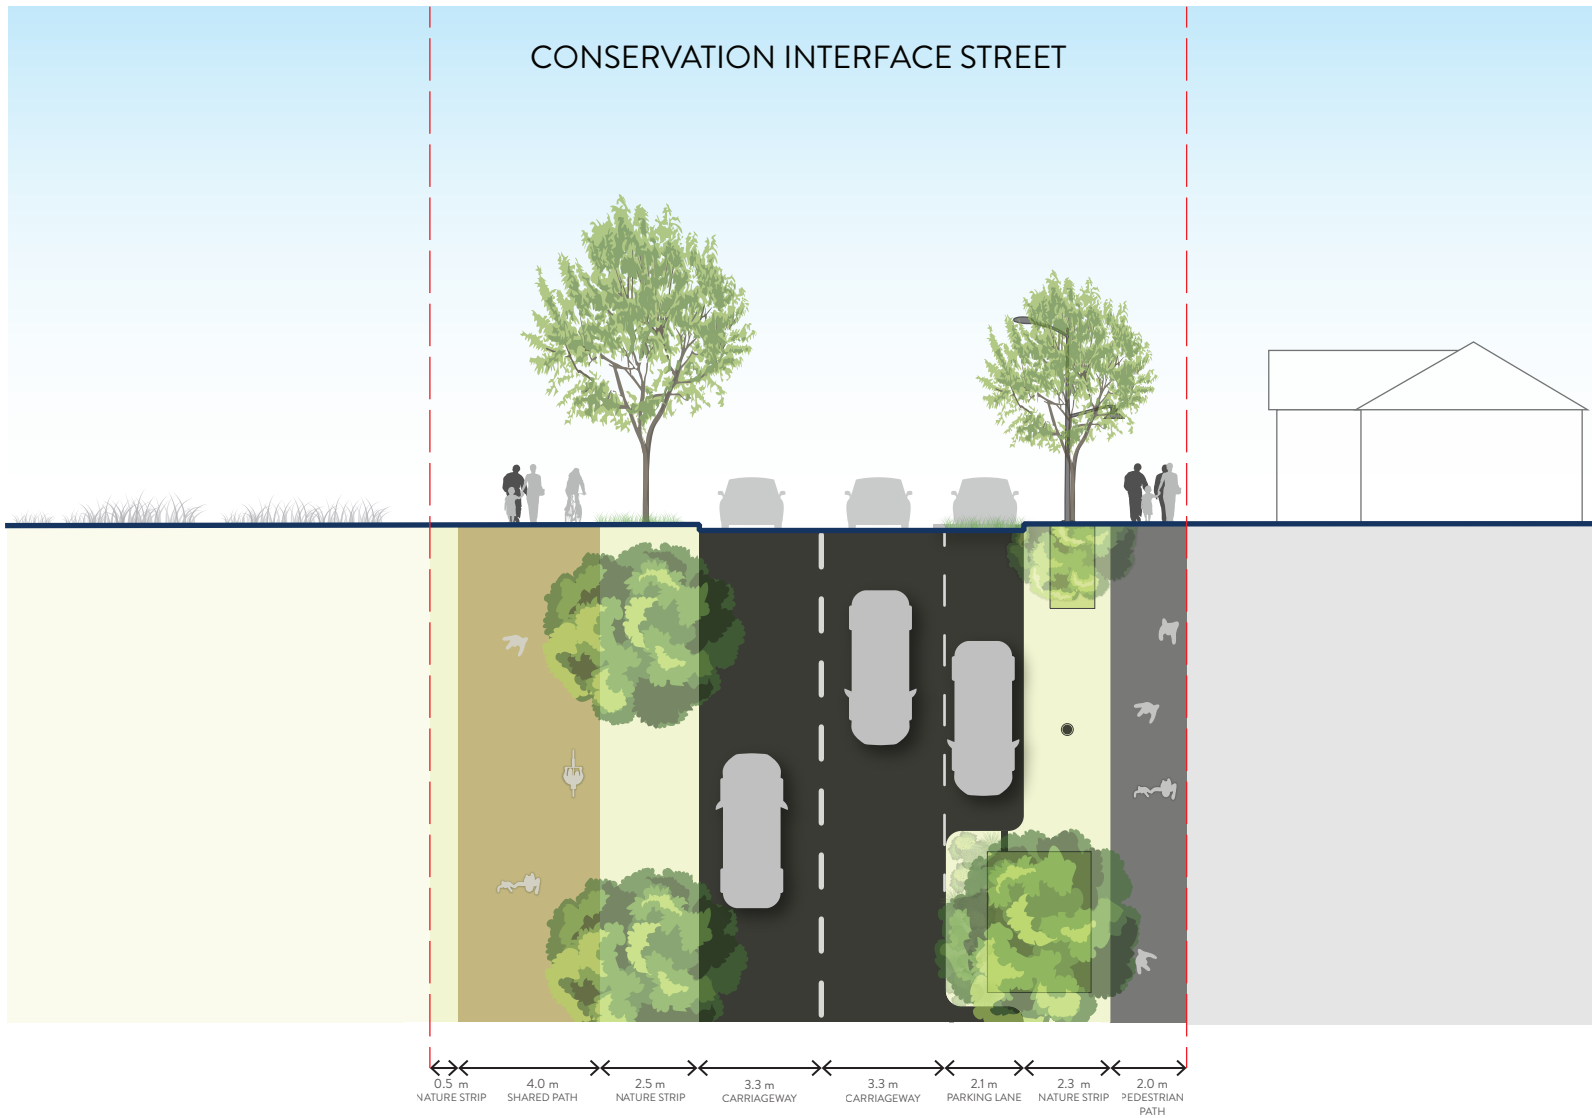 CONSERVATION INTERFACE STREET
0.5 m
NATURE STRIP
4.0 m
SHARED PATH
2.5 m
NATURE STRIP
3.3 m
CARRIAGEWAY
3.3 m
CARRIAGEWAY
2.1 m
PARKING LANE
2.3 m
NATURE STRIP
2.0 m
PEDESTRIAN
PATH